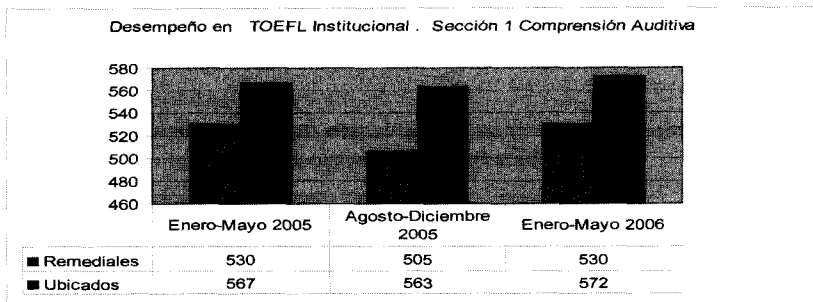 Desempeño en TOEFL Institucional . Sección 1 Comprensión Auditiva
580
560
540
520
500
480
460
Enero-Mayo 2005 Agosto-Diciembre 2005 Enero-Mayo 2006
Remediales 530 505 530
Ubicados 567 563 572